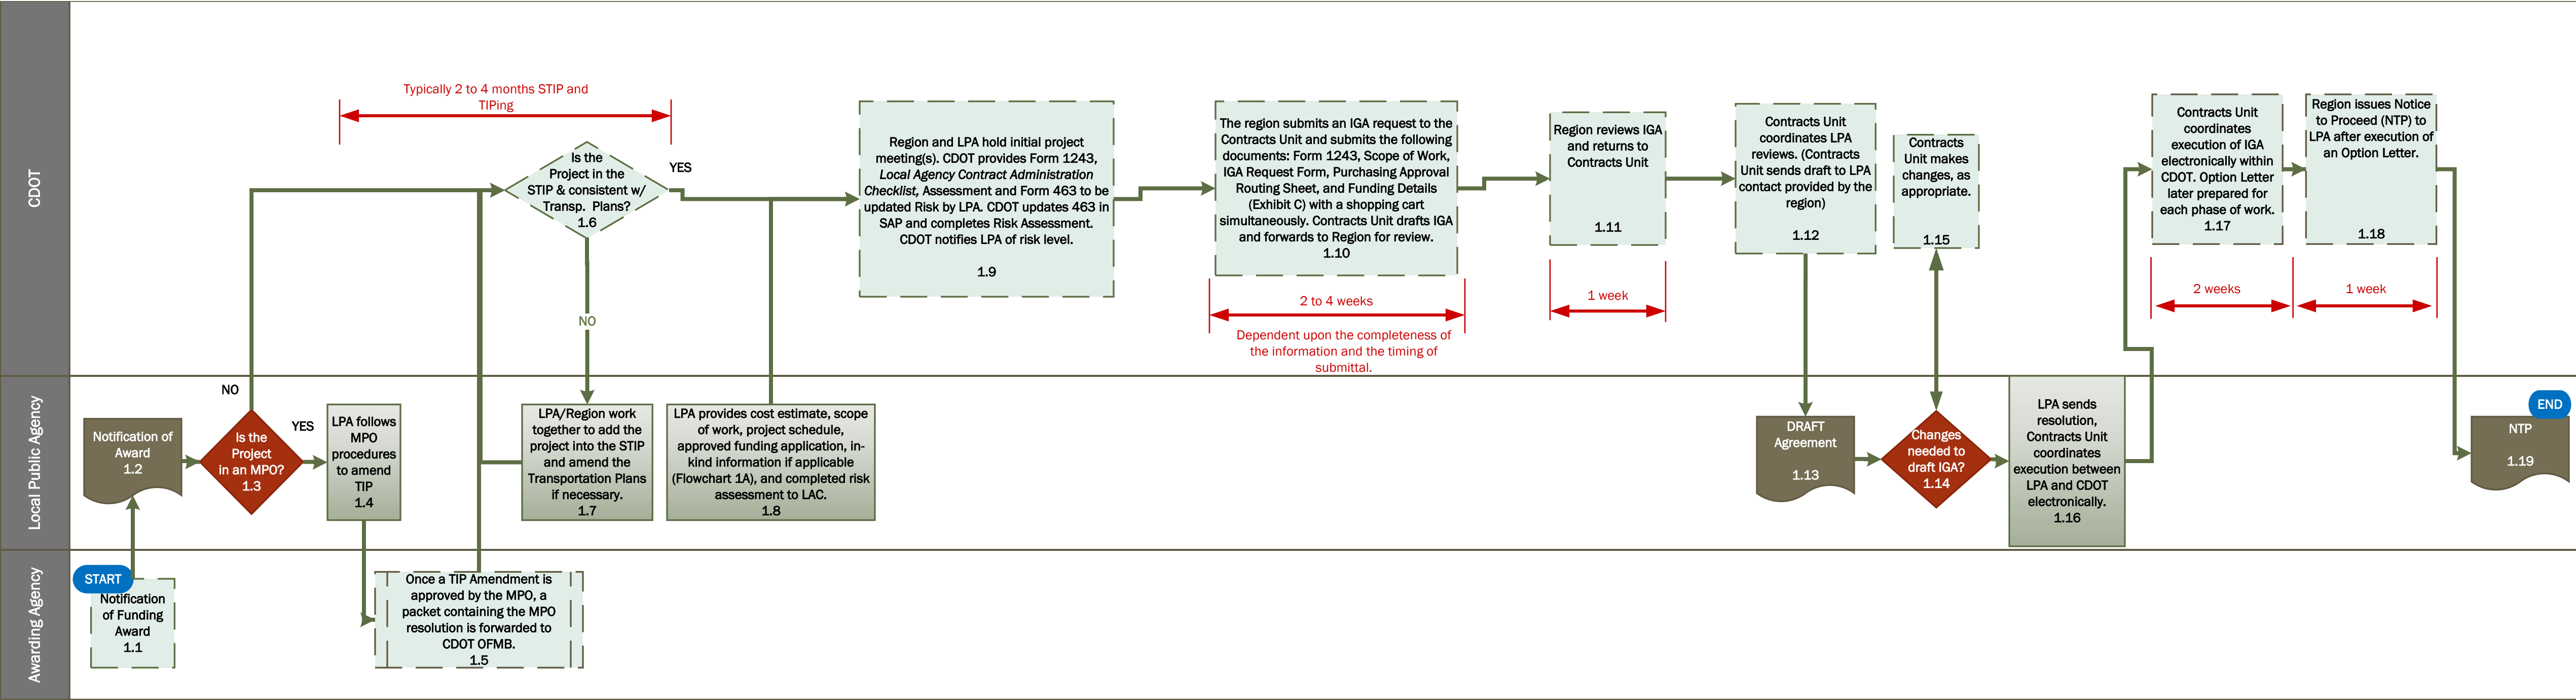 CDOT
Typically 2 to 4 months STIP and
TIPing
Is the
Project in the
STIP & consistent w/
Transp. Plans?
1.6
YES
NO
Region and LPA hold initial project
meeting(s). CDOT provides Form 1243,
Local Agency Contract Administration
Checklist, Assessment and Form 463 to be
updated Risk by LPA. CDOT updates 463 in
SAP and completes Risk Assessment.
CDOT notifies LPA of risk level.
1.9
The region submits an IGA request to the
Contracts Unit and submits the following
documents: Form 1243, Scope of Work,
IGA Request Form, Purchasing Approval
Routing Sheet, and Funding Details
(Exhibit C) with a shopping cart
simultaneously. Contracts Unit drafts IGA
and forwards to Region for review.
1.10
2 to 4 weeks
Dependent upon the completeness of
the information and the timing of
submittal.
Region reviews IGA
and returns to
Contracts Unit
1.11
1 week
Contracts Unit
coordinates LPA
reviews. (Contracts
Unit sends draft to LPA
contact provided by the
region)
1.12
Contracts
Unit makes
changes, as
appropriate.
1.15
Contracts Unit
coordinates
execution of IGA
electronically within
CDOT. Option Letter
later prepared for
each phase of work.
1.17
2 weeks
Region issues Notice
to Proceed (NTP) to
LPA after execution of
an Option Letter.
1.18
1 week
Local Public Agency
Notification of
Award
1.2
NO
Is the
Project
in an MPO?
1.3
YES
LPA follows
MPO
procedures
to amend
TIP
1.4
LPA/Region work
together to add the
project into the STIP
and amend the
Transportation Plans
if necessary.
1.7
LPA provides cost estimate, scope
of work, project schedule,
approved funding application, in-
kind information if applicable
(Flowchart 1A), and completed risk
assessment to LAC.
1.8
DRAFT
Agreement
1.13
Changes
needed to
draft IGA?
1.14
LPA sends
resolution,
Contracts Unit
coordinates
execution between
LPA and CDOT
electronically.
1.16
END
NTP
1.19
Awarding Agency
START
Notification
of Funding
Award
1.1
Once a TIP Amendment is
approved by the MPO, a
packet containing the MPO
resolution is forwarded to
CDOT OFMB.
1.5